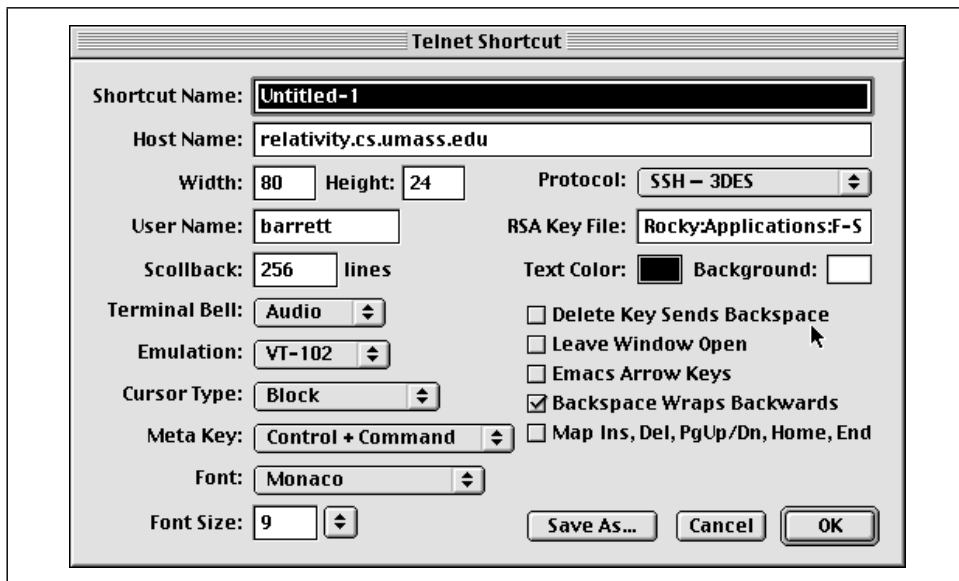 Telnet Shortcut
Shortcut Name: Untitled-1
Host Name: relativity.cs.umass.edu
Width: 80 Height: 24 Protocol: SSH – 3DES
User Name: barrett RSA Key File: Rocky:Applications:F-S
Scollback: 256 lines Text Color: Background:
Terminal Bell: Audio Delete Key Sends Backspace
Emulation: VT-102 Leave Window Open
Emacs Arrow Keys
Cursor Type: Block Backspace Wraps Backwards
Meta Key: Control + Command Map Ins, Del, PgUp/Dn, Home, End
Font: Monaco
Font Size: 9 Save As... Cancel OK